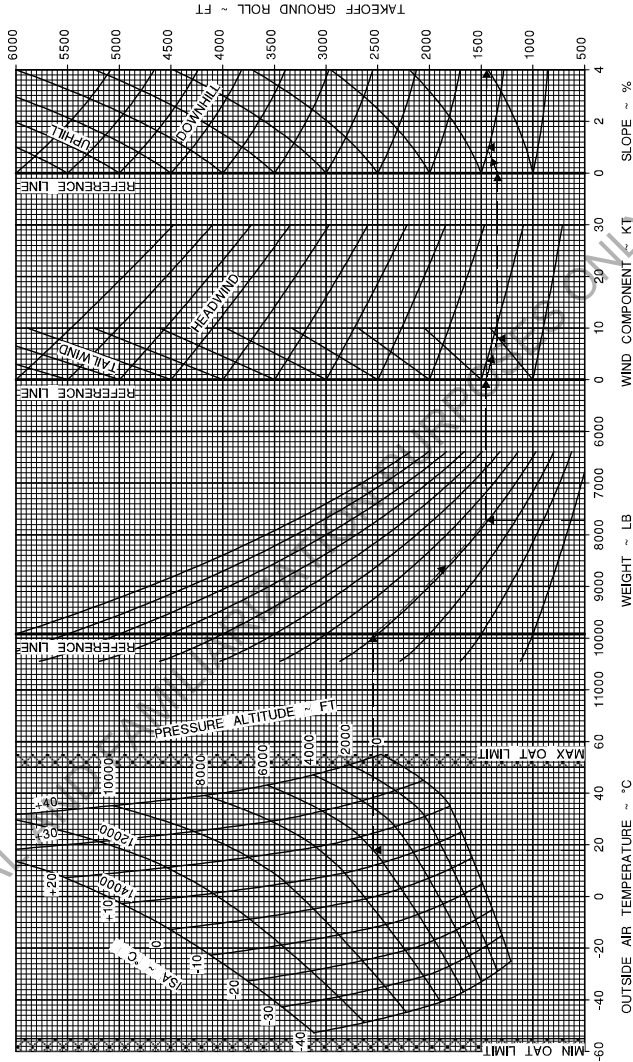 TAKEOFF GROUND ROLL ~ FT
6000
5500
5000
4500
4000
3500
3000
2500
2000
1500
1000
500
UPHILL
DOWNHILL
REFERENCE LINE
4
2
0
SLOPE ~ %
TAILWIND
HEADWIND
REFERENCE LINE
30
20
10
0
WIND COMPONENT ~ KT
REFERENCE LINE
6000
7000
8000
9000
10000
11000
WEIGHT ~ LB
PRESSURE ALTITUDE ~ FT
14000
12000
10000
8000
6000
4000
2000
0
ISA ~ °C
+40
+30
+20
+10
0
-10
-20
-30
-40
MAX OAT LIMIT
MIN OAT LIMIT
60
40
20
0
-20
-40
-60
OUTSIDE AIR TEMPERATURE ~ °C
AND FAMILIARIZATION PURPOSES ONL